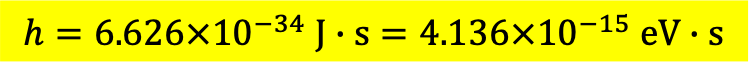 h = 6.626×10⁻³⁴ J · s = 4.136×10⁻¹⁵ eV · s